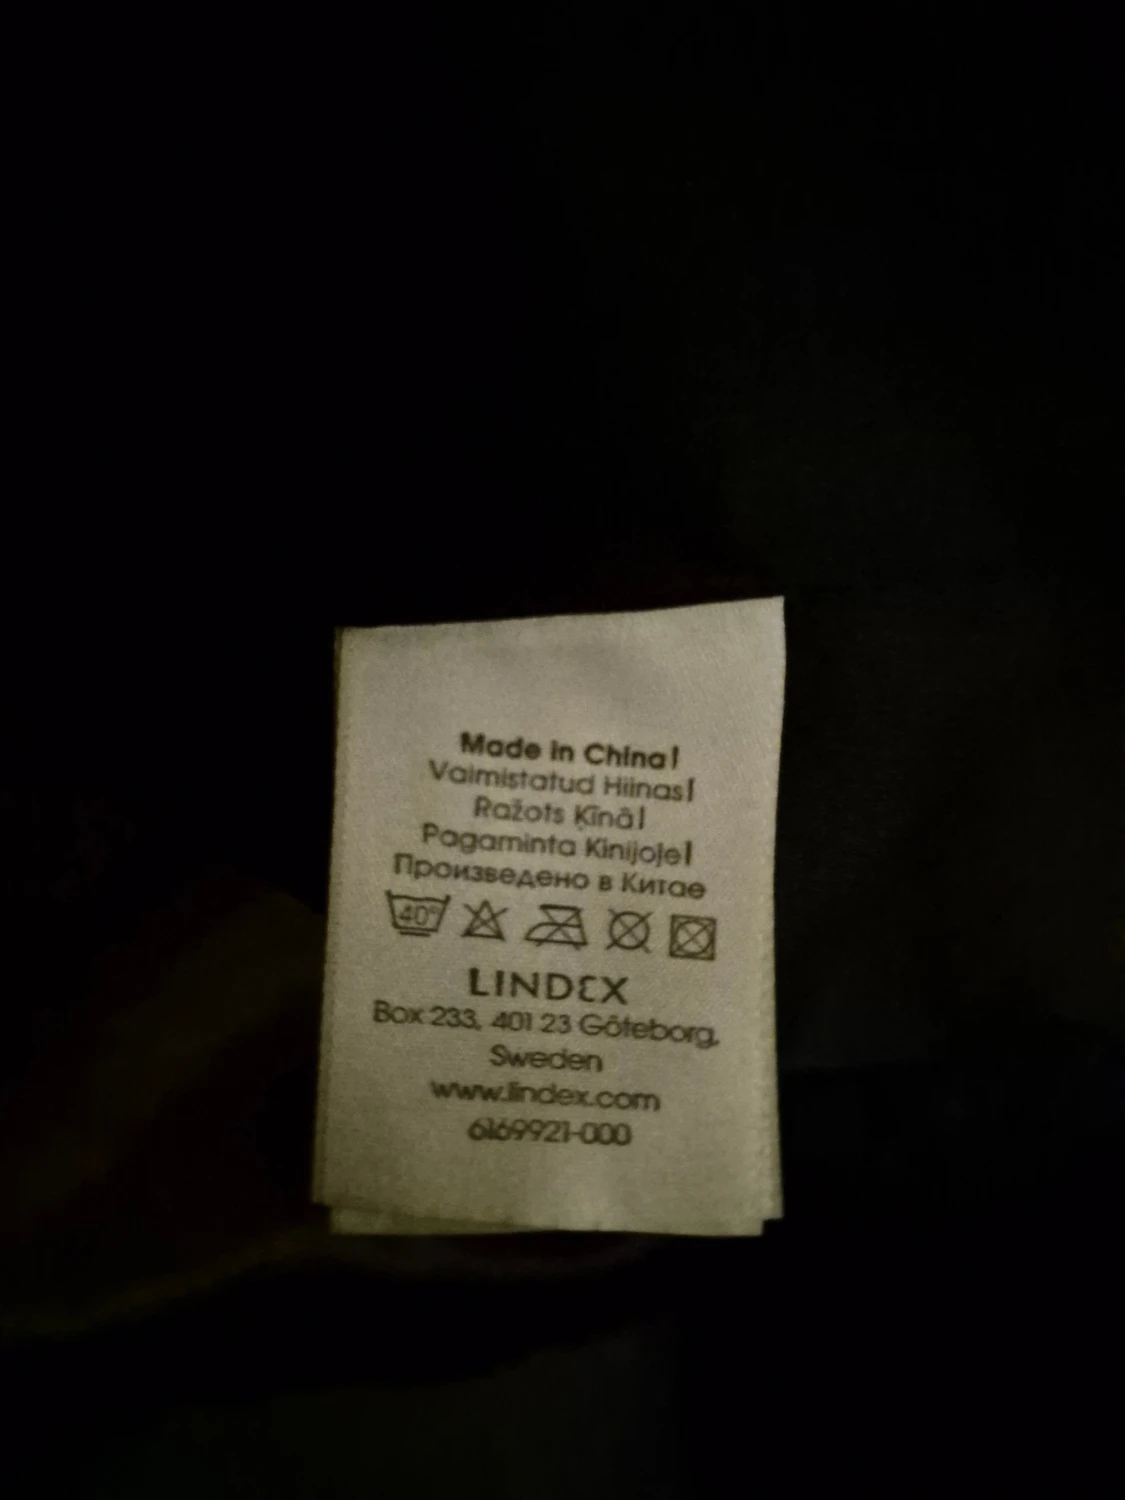 Made in China|
Vaimistatud Hiinas|
Ražots Ķīnā|
Pagaminta Kinijoje|
Произведено в Китае
40°
LINDEX
Box 233, 401 23 Göteborg,
Sweden
www.lindex.com
6169921-000